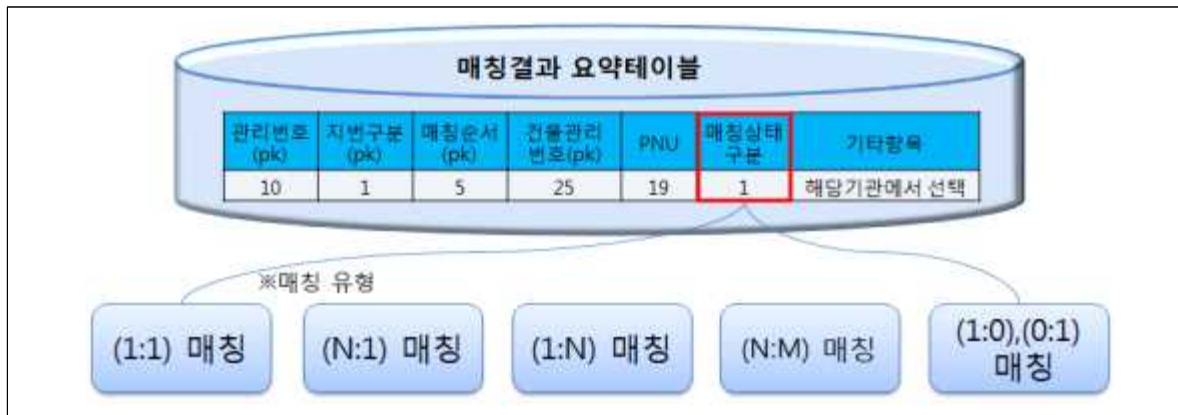 매칭결과 요약테이블
관리번호 지번구분 매칭순서 건물관리 PNU 매칭상태 기타항목
(pk) (pk) (pk) 번호(pk) 구분
10 1 5 25 19 1 해당기관에서 선택
※매칭 유형
(1:1) 매칭 (N:1) 매칭 (1:N) 매칭 (N:M) 매칭 (1:0),(0:1)
매칭